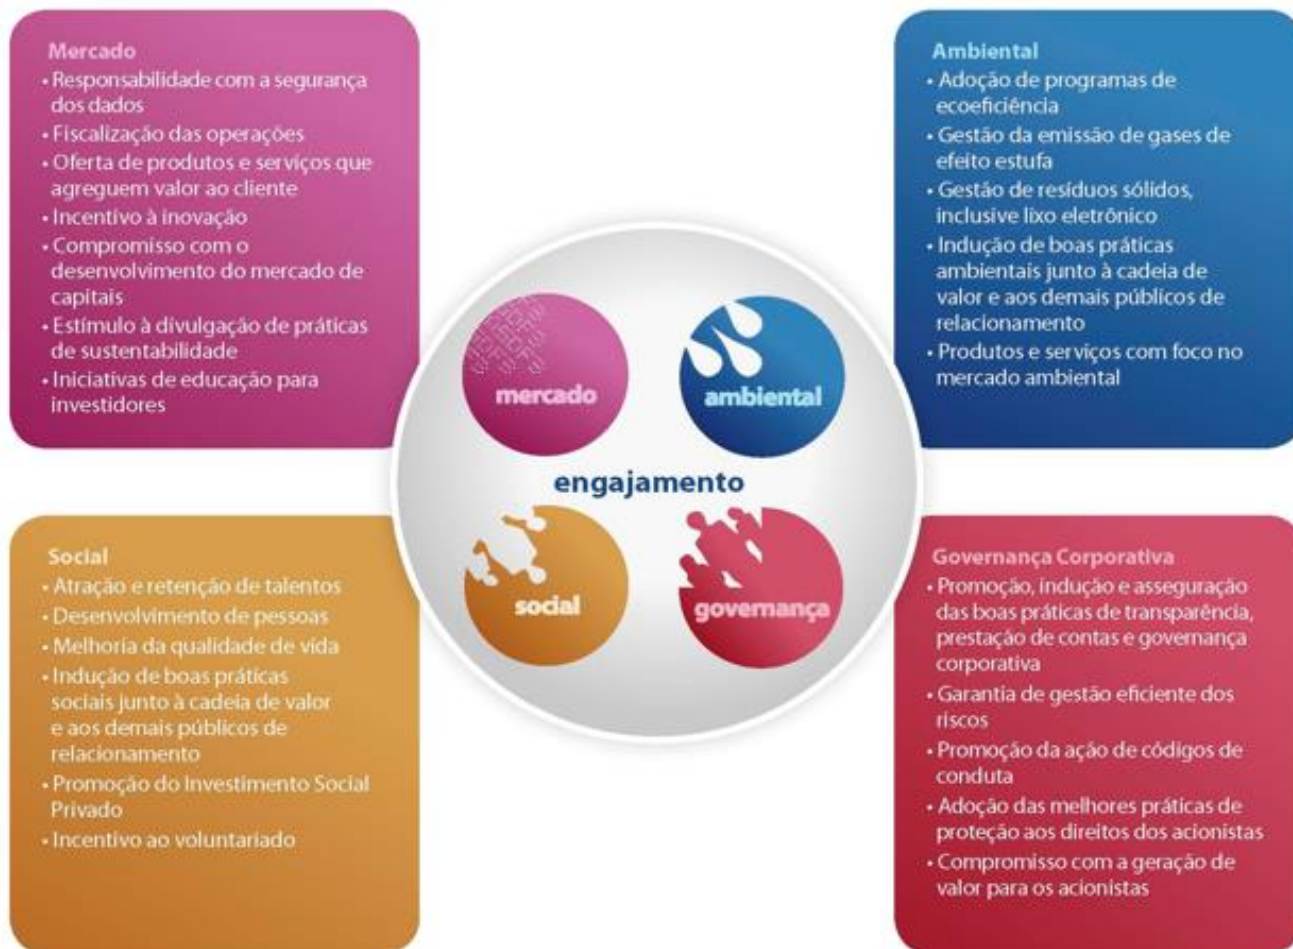 Mercado
• Responsabilidade com a segurança
dos dados
• Fiscalização das operações
• Oferta de produtos e serviços que
agreguem valor ao cliente
• Incentivo à inovação
• Compromisso com o
desenvolvimento do mercado de
capitais
• Estímulo à divulgação de práticas
de sustentabilidade
• Iniciativas de educação para
investidores
Ambiental
• Adoção de programas de
ecoeficiência
• Gestão da emissão de gases de
efeito estufa
• Gestão de resíduos sólidos,
inclusive lixo eletrônico
• Indução de boas práticas
ambientais junto à cadeia de
valor e aos demais públicos de
relacionamento
• Produtos e serviços com foco no
mercado ambiental
mercado
ambiental
engajamento
social
governança
Social
• Atração e retenção de talentos
• Desenvolvimento de pessoas
• Melhoria da qualidade de vida
• Indução de boas práticas
sociais junto à cadeia de valor
e aos demais públicos de
relacionamento
• Promoção do Investimento Social
Privado
• Incentivo ao voluntariado
Governança Corporativa
• Promoção, indução e asseguração
das boas práticas de transparência,
prestação de contas e governança
corporativa
• Garantia de gestão eficiente dos
riscos
• Promoção da ação de códigos de
conduta
• Adoção das melhores práticas de
proteção aos direitos dos acionistas
• Compromisso com a geração de
valor para os acionistas